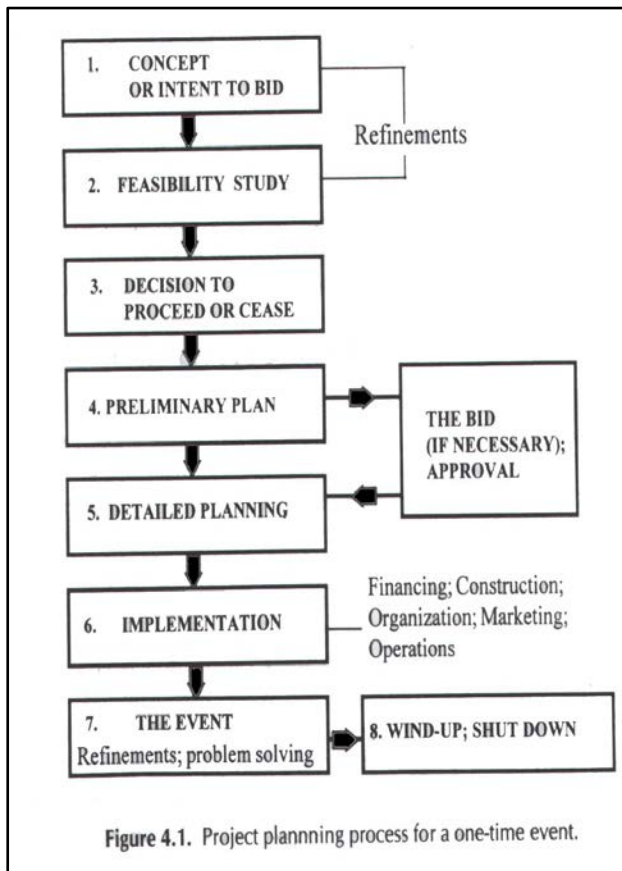 1. CONCEPT
OR INTENT TO BID
Refinements
2. FEASIBILITY STUDY
3. DECISION TO
PROCEED OR CEASE
4. PRELIMINARY PLAN
THE BID
(IF NECESSARY);
APPROVAL
5. DETAILED PLANNING
6. IMPLEMENTATION
Financing; Construction;
Organization; Marketing;
Operations
7. THE EVENT
Refinements; problem solving
8. WIND-UP; SHUT DOWN
Figure 4.1. Project plannning process for a one-time event.